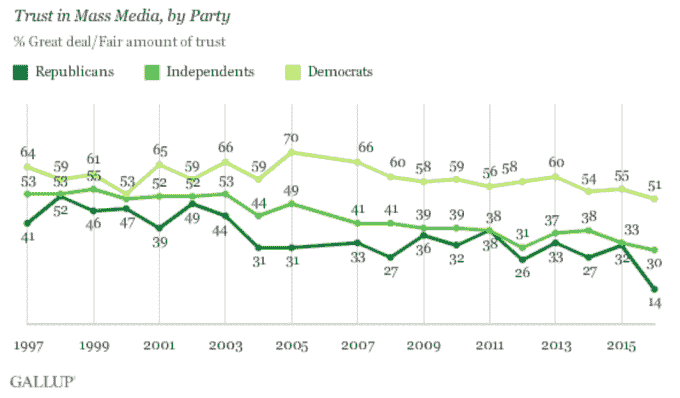 Trust in Mass Media, by Party
% Great deal/Fair amount of trust
Republicans Independents Democrats
64 59 61 53 65 59 66 59 70 66 60 58 59 56 58 60 54 55 51
53 53 55 52 52 53 44 49 41 41 39 39 38 31 37 38 33 30
41 52 46 47 39 49 44 31 31 33 27 36 32 38 26 33 27 32 14
1997 1999 2001 2003 2005 2007 2009 2011 2013 2015
GALLUP'